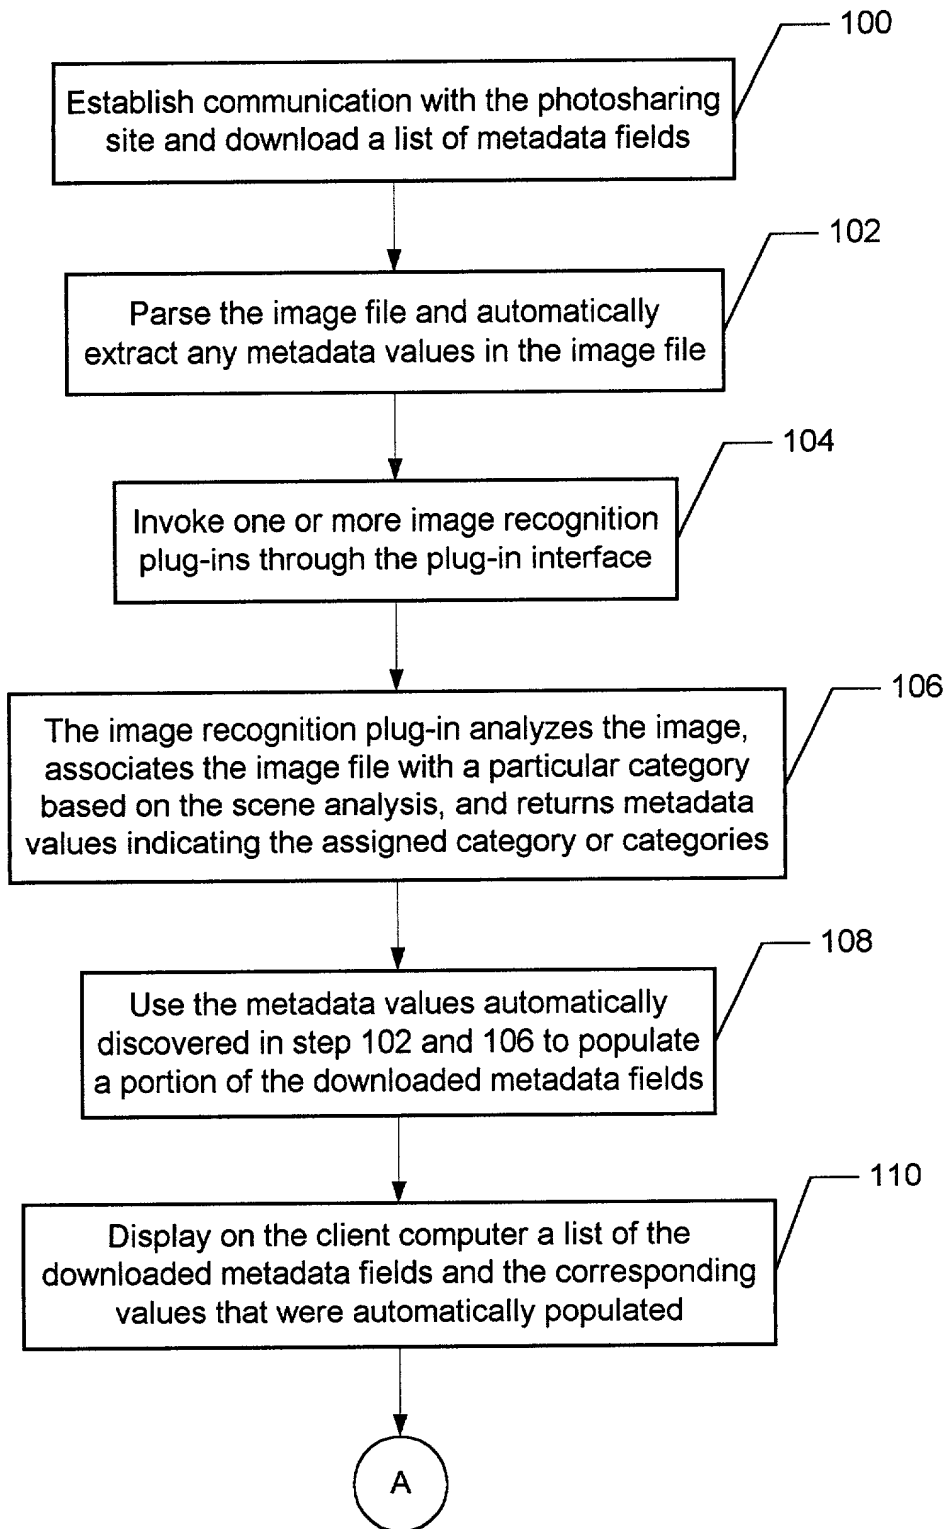 100
Establish communication with the photosharing
site and download a list of metadata fields
102
Parse the image file and automatically
extract any metadata values in the image file
104
Invoke one or more image recognition
plug-ins through the plug-in interface
106
The image recognition plug-in analyzes the image,
associates the image file with a particular category
based on the scene analysis, and returns metadata
values indicating the assigned category or categories
108
Use the metadata values automatically
discovered in step 102 and 106 to populate
a portion of the downloaded metadata fields
110
Display on the client computer a list of the
downloaded metadata fields and the corresponding
values that were automatically populated
A